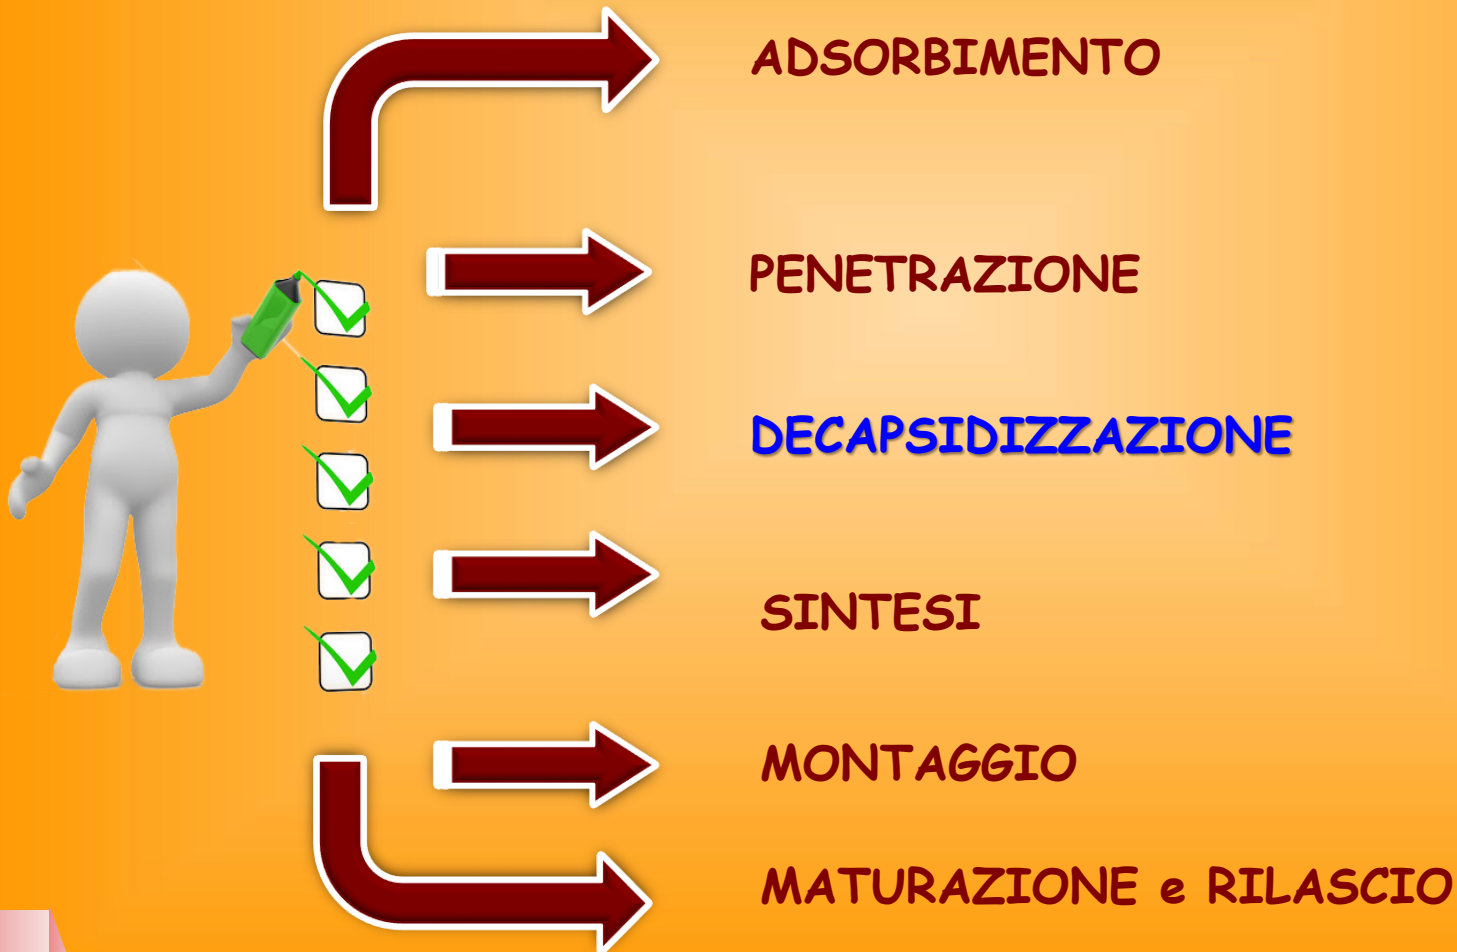 ADSORBIMENTO
PENETRAZIONE
DECAPSIDIZZAZIONE
SINTESI
MONTAGGIO
MATURAZIONE e RILASCIO